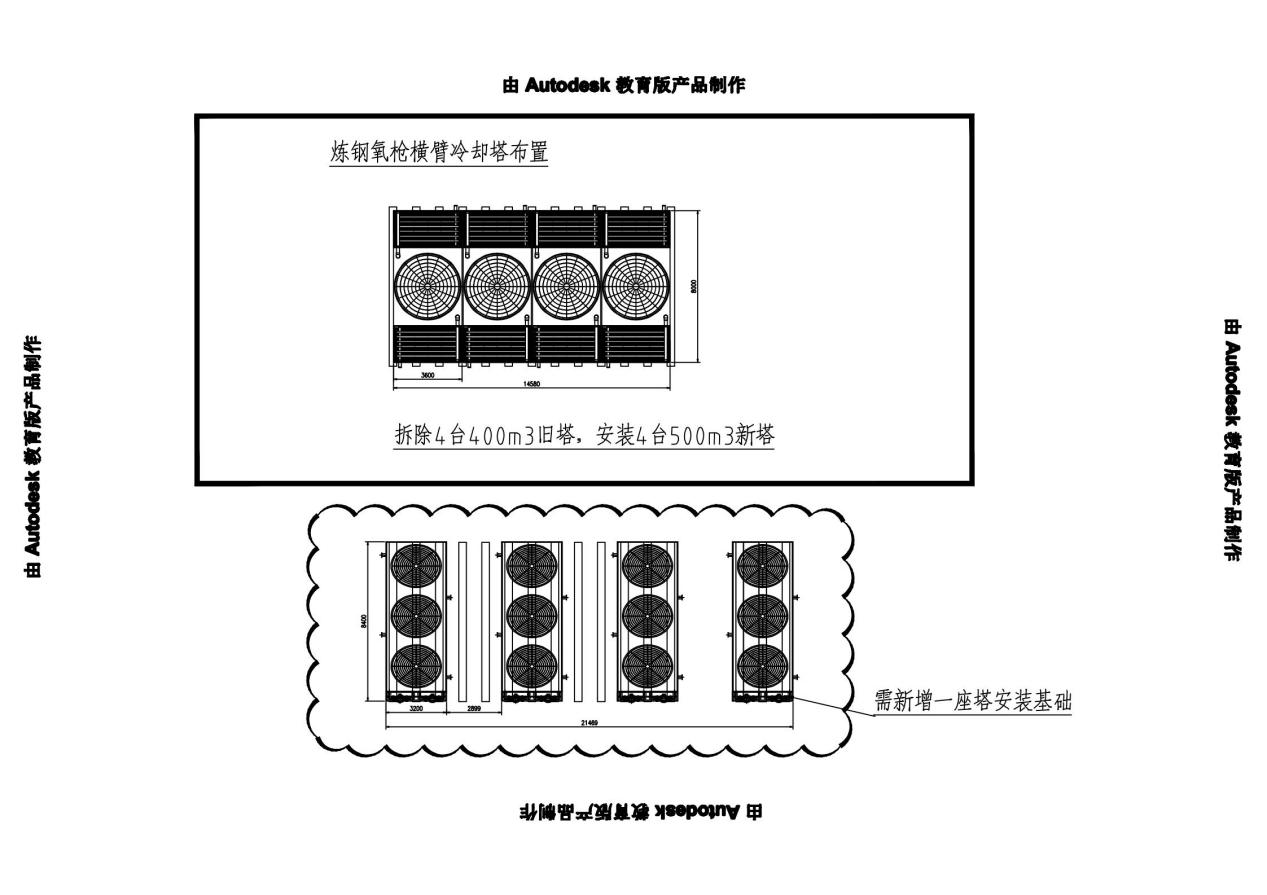 由 Autodesk 教育版产品制作
炼钢氧枪横臂冷却塔布置
8000
3600
14580
拆除4台400m3旧塔，安装4台500m3新塔
由 Autodesk 教育版产品制作
由 Autodesk 教育版产品制作
8400
3200
2899
21469
需新增一座塔安装基础
由 Autodesk 教育版产品制作